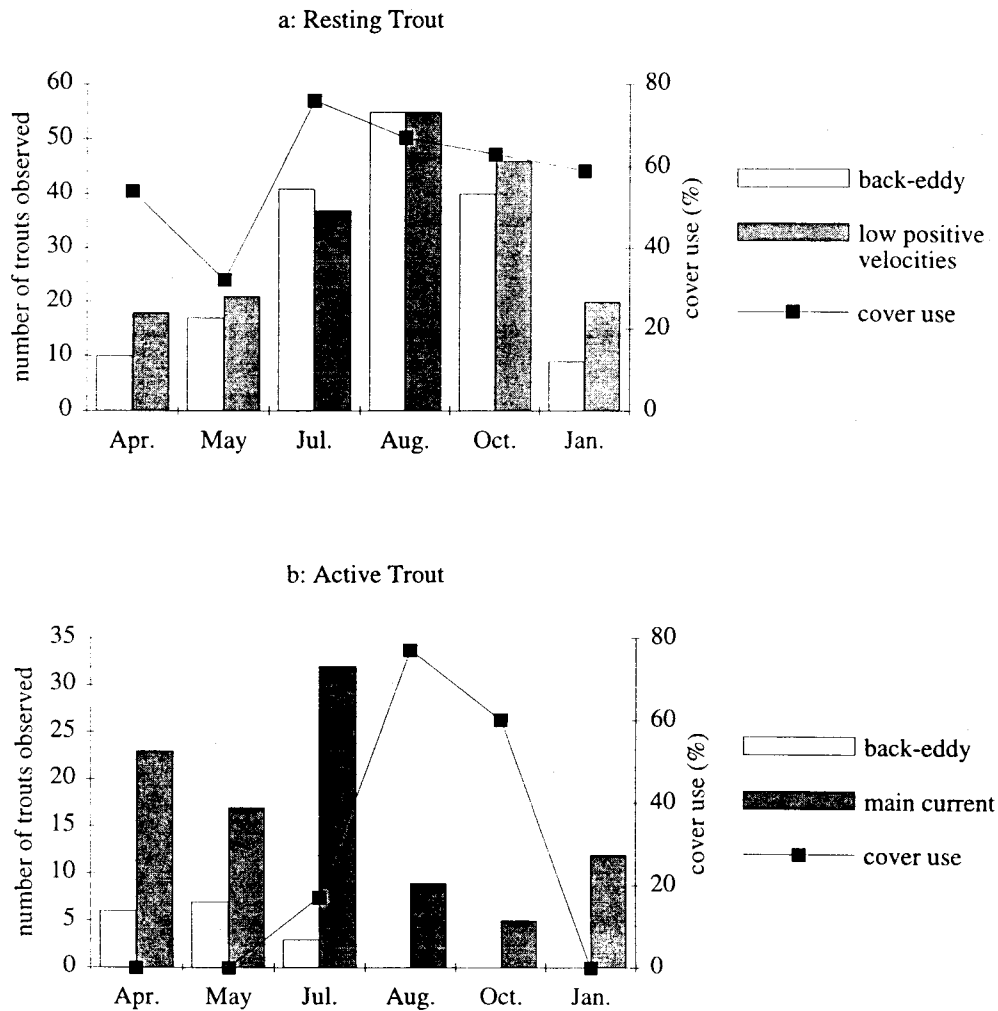 a: Resting Trout
number of trouts observed
60
50
40
30
20
10
0
80
60
40
20
0
cover use (%)
Apr. May Jul. Aug. Oct. Jan.
back-eddy
low positive
velocities
cover use
b: Active Trout
number of trouts observed
35
30
25
20
15
10
5
0
80
60
40
20
0
cover use (%)
Apr. May Jul. Aug. Oct. Jan.
back-eddy
main current
cover use